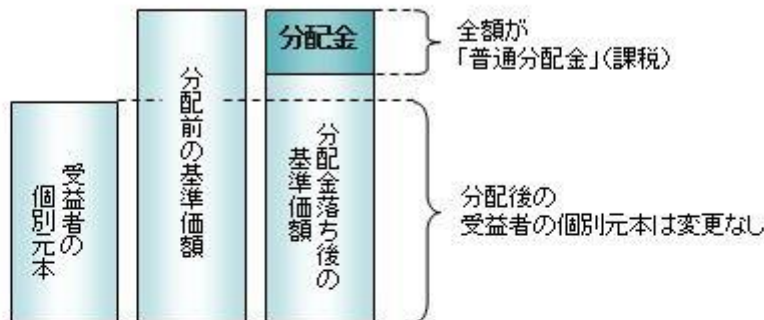 受益者の
個別元本
分配前の基準価額
分配金
分配金落ち後の
基準価額
全額が
「普通分配金」(課税)
分配後の
受益者の個別元本は変更なし